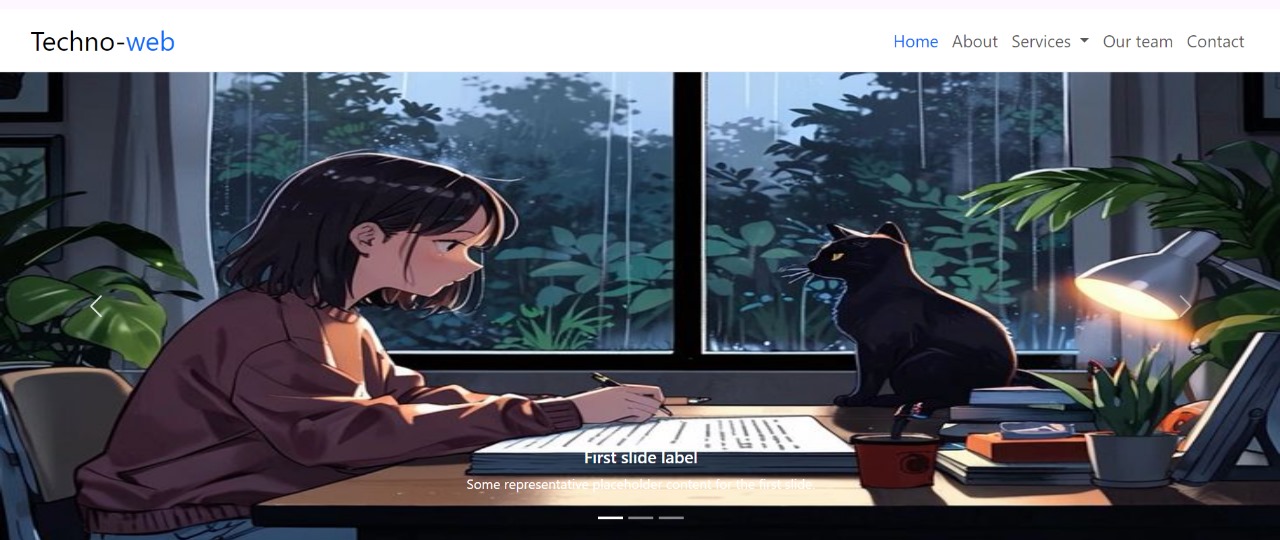 Techno-web
Home About Services Our team Contact
First slide label
Some representative placeholder content for the first slide.